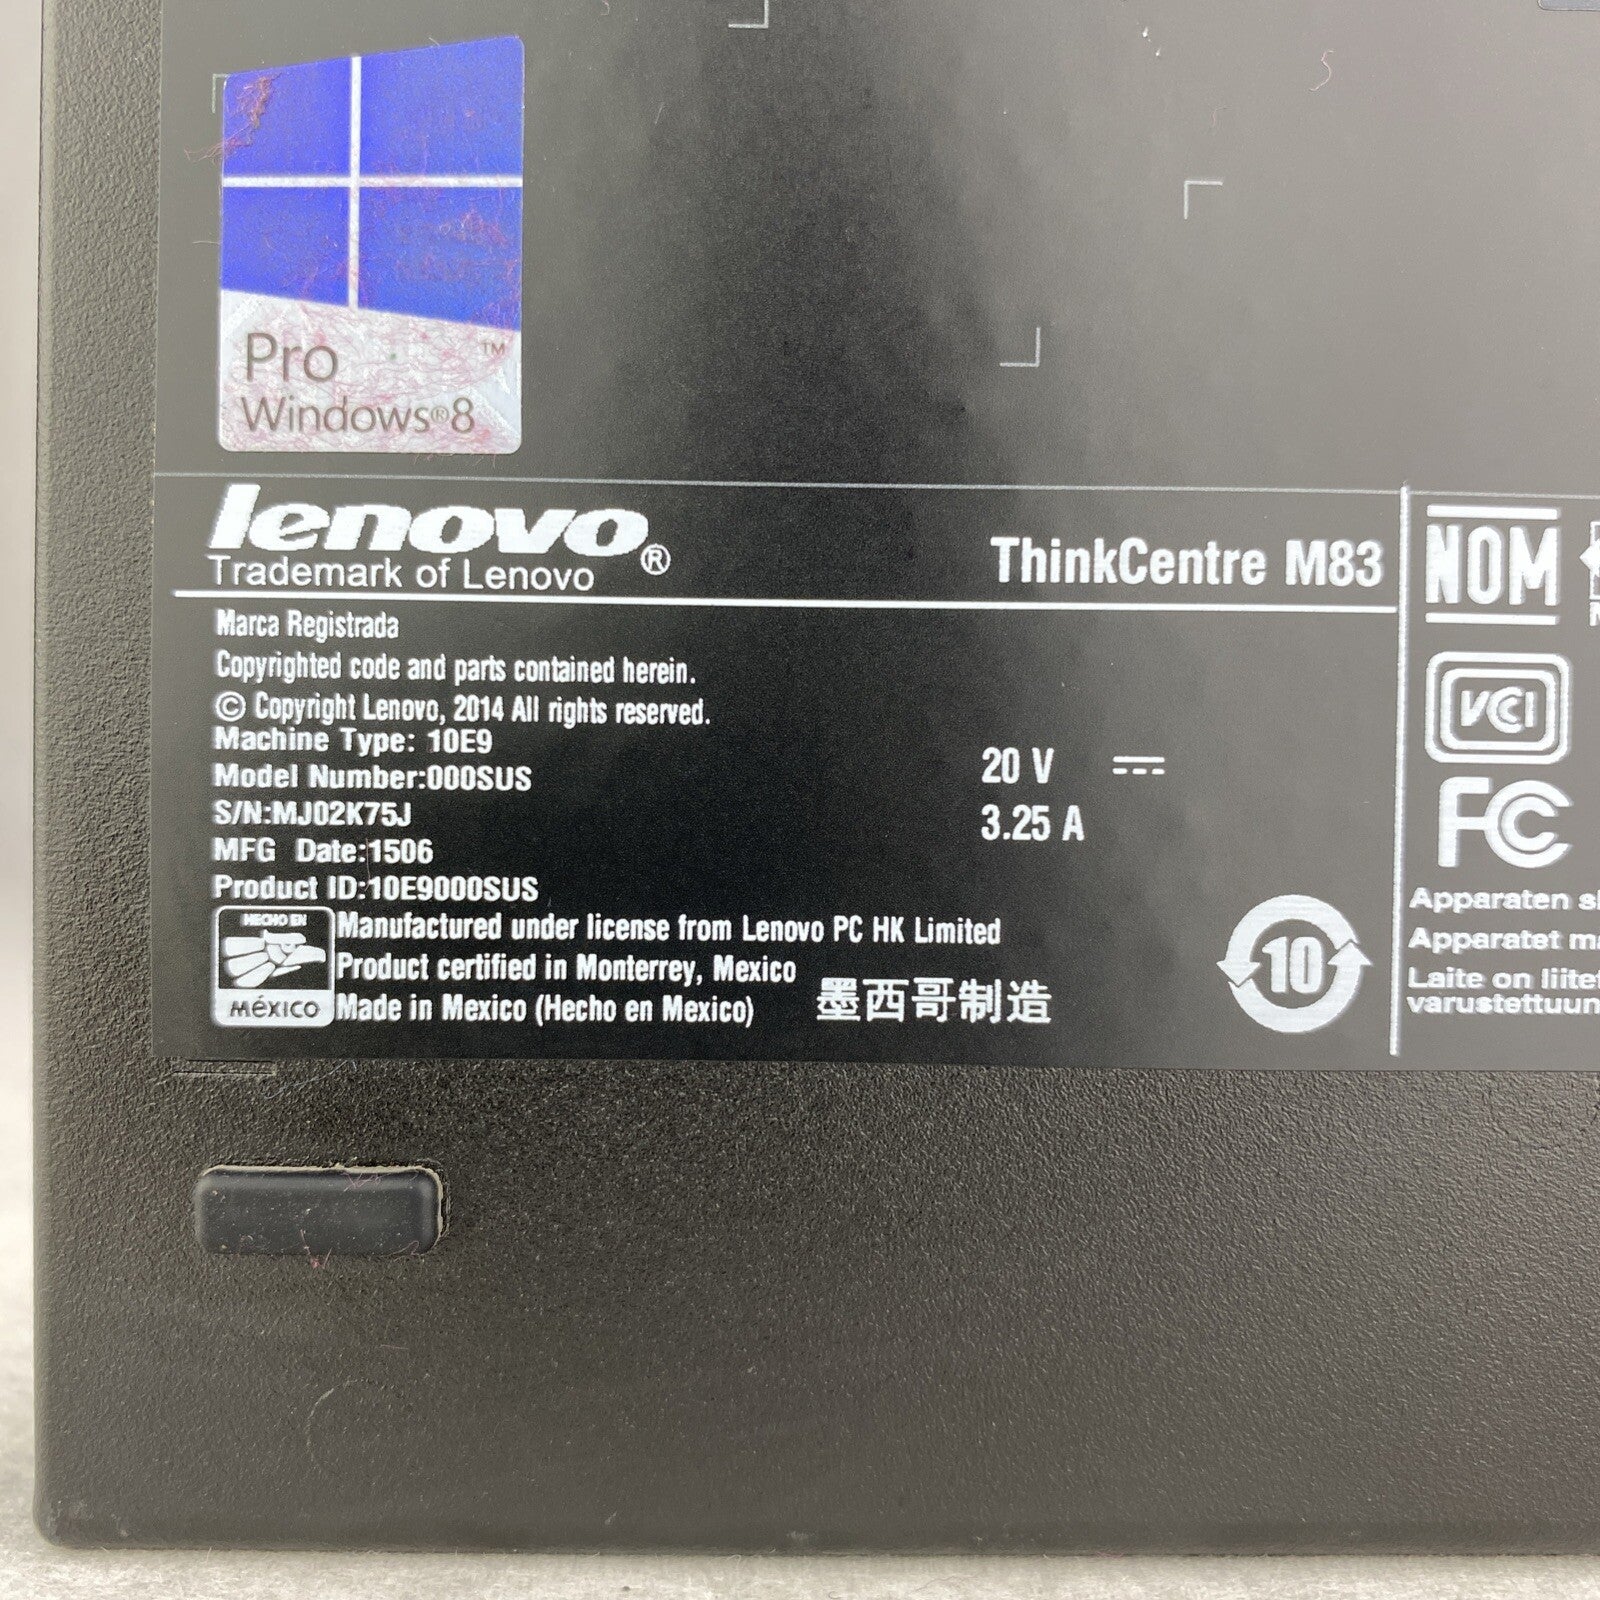 Pro ™
Windows®8
lenovo®
Trademark of Lenovo
ThinkCentre M83
Marca Registrada
Copyrighted code and parts contained herein.
© Copyright Lenovo, 2014 All rights reserved.
Machine Type: 10E9
Model Number:000SUS
S/N:MJ02K75J
MFG Date:1506
Product ID:10E9000SUS
20 V
3.25 A
HECHO EN
MéXICO
Manufactured under license from Lenovo PC HK Limited
Product certified in Monterrey, Mexico
Made in Mexico (Hecho en Mexico)
墨西哥制造
10
NOM
VCI
FC
Apparaten
Apparatet
Laite on